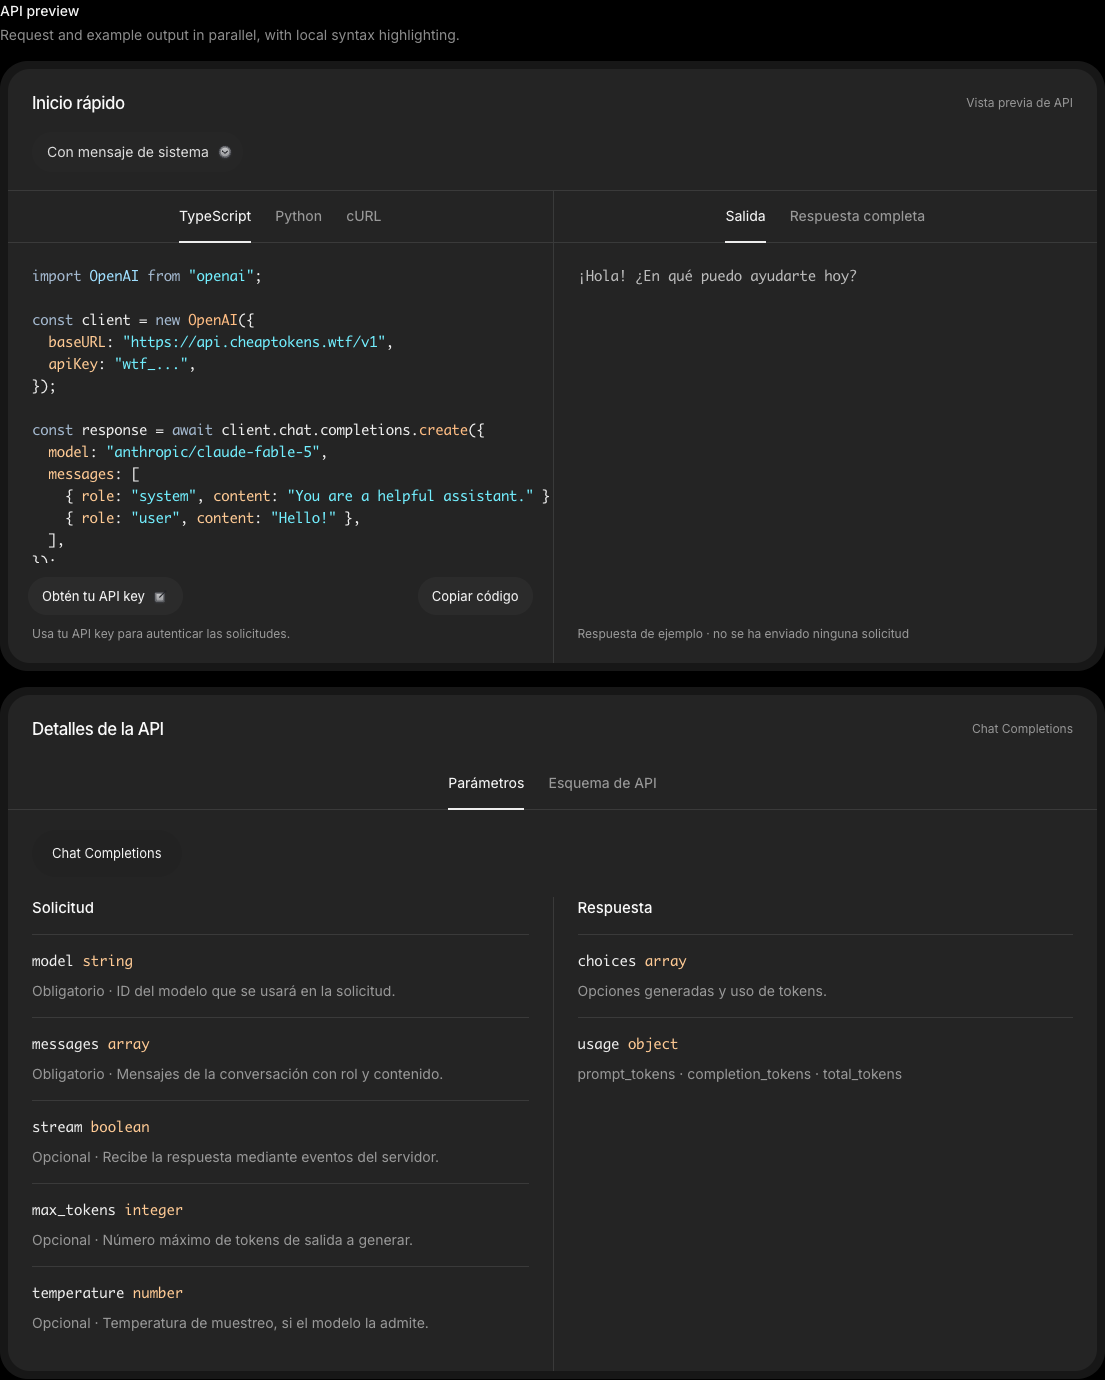 API preview
Request and example output in parallel, with local syntax highlighting.
Inicio rápido
Vista previa de API
Con mensaje de sistema
TypeScript Python cURL
Salida Respuesta completa
import OpenAI from "openai";
const client = new OpenAI({
  baseURL: "https://api.cheaptokens.wtf/v1",
  apiKey: "wtf_...",
});
const response = await client.chat.completions.create({
  model: "anthropic/claude-fable-5",
  messages: [
    { role: "system", content: "You are a helpful assistant." }
    { role: "user", content: "Hello!" },
  ],
});
¡Hola! ¿En qué puedo ayudarte hoy?
Obtén tu API key
Copiar código
Usa tu API key para autenticar las solicitudes.
Respuesta de ejemplo · no se ha enviado ninguna solicitud
Detalles de la API
Chat Completions
Parámetros Esquema de API
Chat Completions
Solicitud
model string
Obligatorio · ID del modelo que se usará en la solicitud.
messages array
Obligatorio · Mensajes de la conversación con rol y contenido.
stream boolean
Opcional · Recibe la respuesta mediante eventos del servidor.
max_tokens integer
Opcional · Número máximo de tokens de salida a generar.
temperature number
Opcional · Temperatura de muestreo, si el modelo la admite.
Respuesta
choices array
Opciones generadas y uso de tokens.
usage object
prompt_tokens · completion_tokens · total_tokens